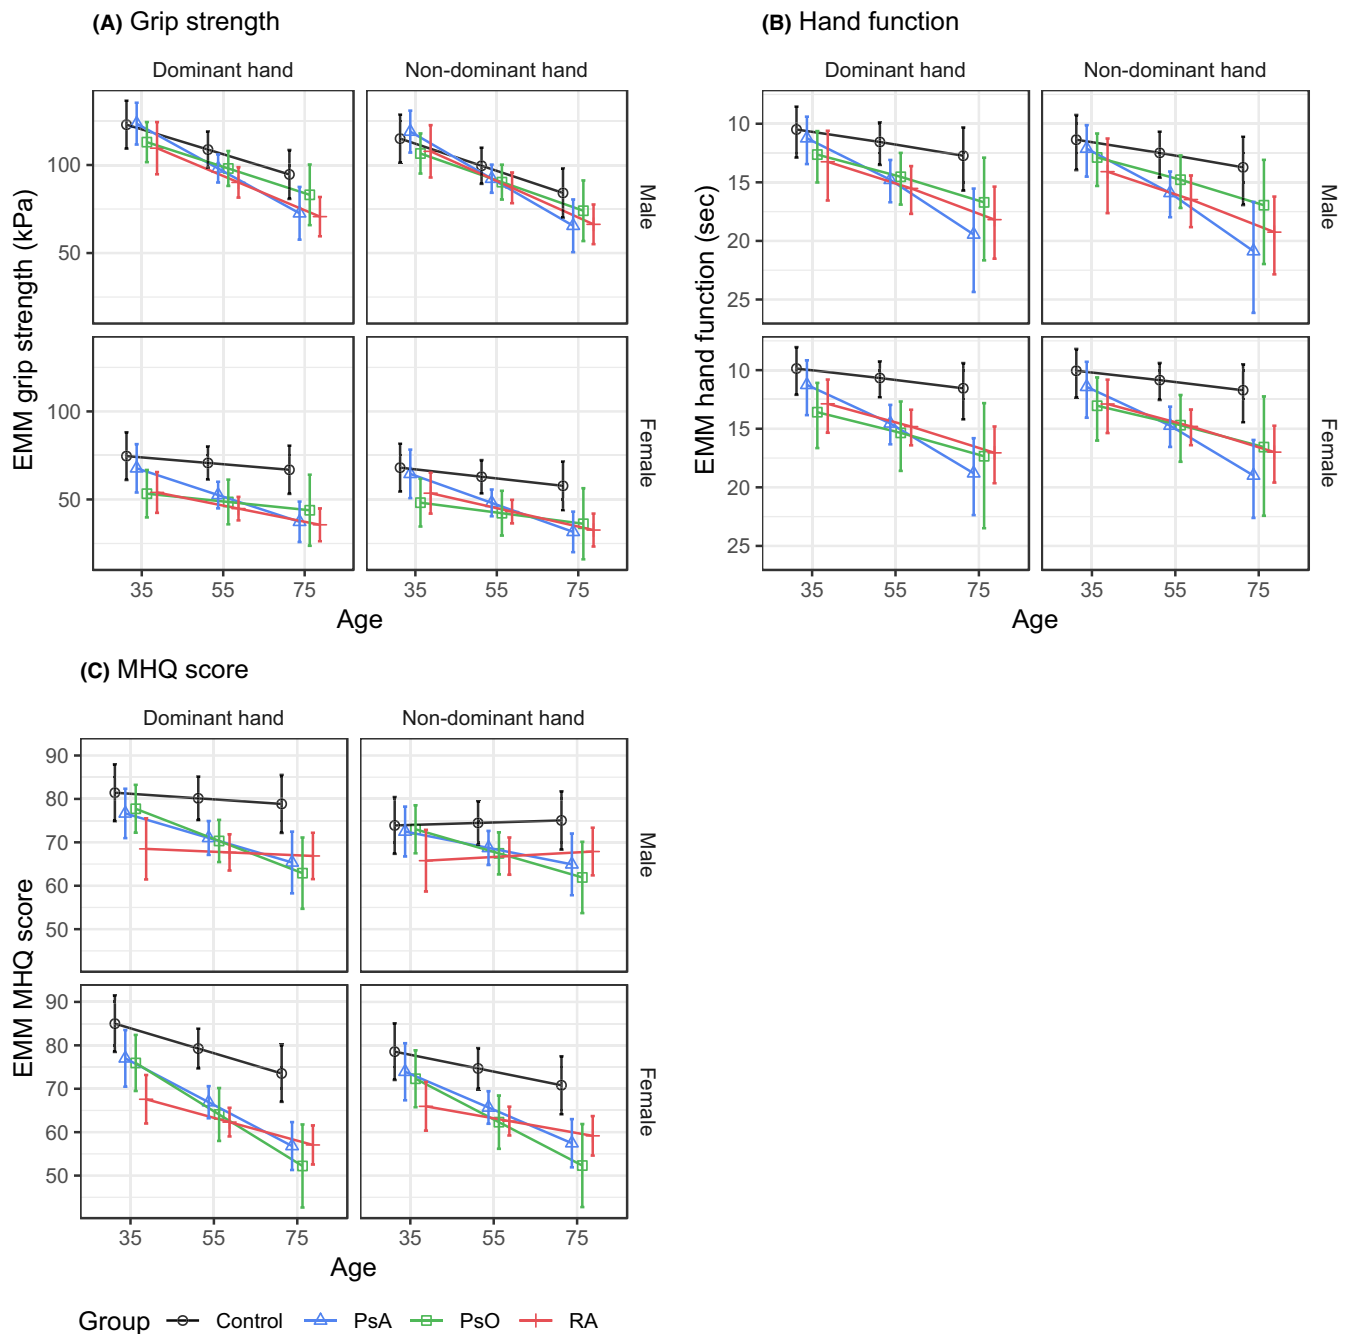 (A) Grip strength
Dominant hand
Non-dominant hand
EMM grip strength (kPa)
100
50
Male
100
50
Female
35
55
75
35
55
75
Age
(B) Hand function
Dominant hand
Non-dominant hand
EMM hand function (sec)
10
15
20
25
Male
10
15
20
25
Female
35
55
75
35
55
75
Age
(C) MHQ score
Dominant hand
Non-dominant hand
EMM MHQ score
90
80
70
60
50
Male
90
80
70
60
50
Female
35
55
75
35
55
75
Age
Group Control PsA PsO RA